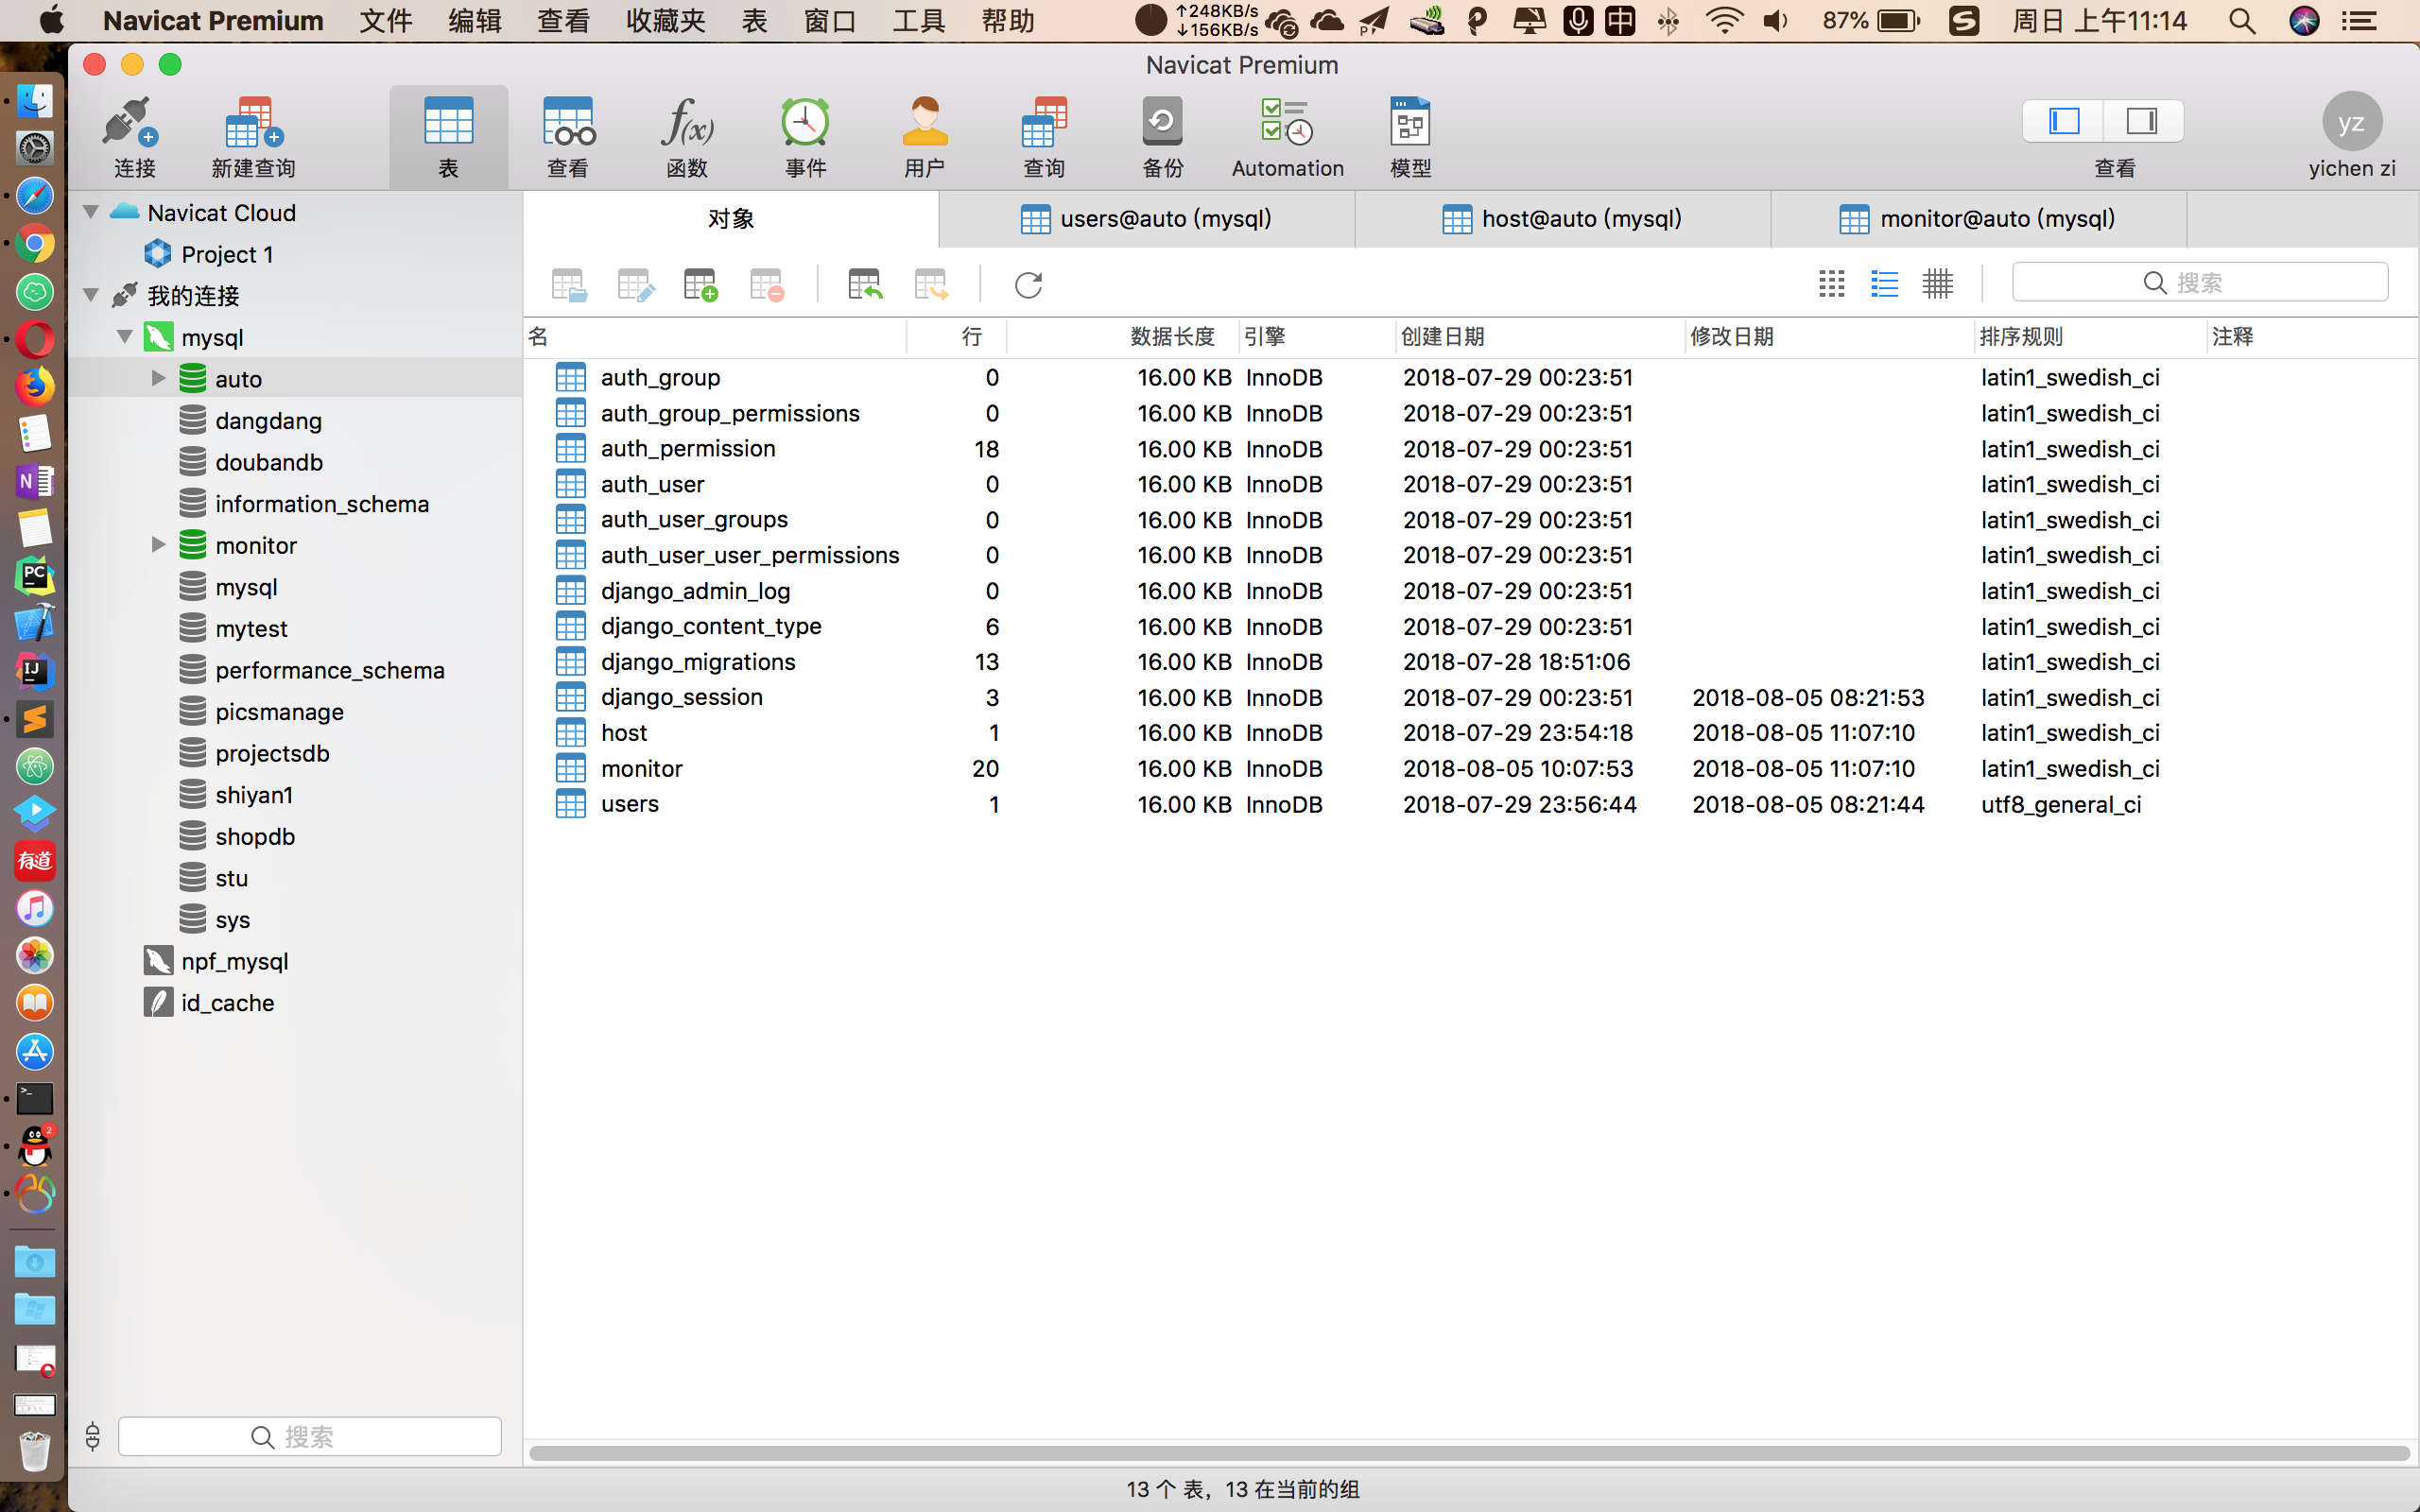 Navicat Premium 文件 编辑 查看 收藏夹 表 窗口 工具 帮助 ↑248KB/s ↓156KB/s 中 87% 周日 上午11:14
Navicat Premium
连接 新建查询 表 查看 函数 事件 用户 查询 备份 Automation 模型 查看 yichen zi
f(x)
YZ
Navicat Cloud
Project 1
我的连接
mysql
auto
dangdang
doubandb
information_schema
monitor
mysql
mytest
performance_schema
picsmanage
projectsdb
shiyan1
shopdb
stu
sys
npf_mysql
id_cache
搜索
对象 users@auto (mysql) host@auto (mysql) monitor@auto (mysql)
搜索
名 行 数据长度 引擎 创建日期 修改日期 排序规则 注释
auth_group 0 16.00 KB InnoDB 2018-07-29 00:23:51 latin1_swedish_ci
auth_group_permissions 0 16.00 KB InnoDB 2018-07-29 00:23:51 latin1_swedish_ci
auth_permission 18 16.00 KB InnoDB 2018-07-29 00:23:51 latin1_swedish_ci
auth_user 0 16.00 KB InnoDB 2018-07-29 00:23:51 latin1_swedish_ci
auth_user_groups 0 16.00 KB InnoDB 2018-07-29 00:23:51 latin1_swedish_ci
auth_user_user_permissions 0 16.00 KB InnoDB 2018-07-29 00:23:51 latin1_swedish_ci
django_admin_log 0 16.00 KB InnoDB 2018-07-29 00:23:51 latin1_swedish_ci
django_content_type 6 16.00 KB InnoDB 2018-07-29 00:23:51 latin1_swedish_ci
django_migrations 13 16.00 KB InnoDB 2018-07-28 18:51:06 latin1_swedish_ci
django_session 3 16.00 KB InnoDB 2018-07-29 00:23:51 2018-08-05 08:21:53 latin1_swedish_ci
host 1 16.00 KB InnoDB 2018-07-29 23:54:18 2018-08-05 11:07:10 latin1_swedish_ci
monitor 20 16.00 KB InnoDB 2018-08-05 10:07:53 2018-08-05 11:07:10 latin1_swedish_ci
users 1 16.00 KB InnoDB 2018-07-29 23:56:44 2018-08-05 08:21:44 utf8_general_ci
13 个 表，13 在当前的组
N
PC
IJ
有道
2